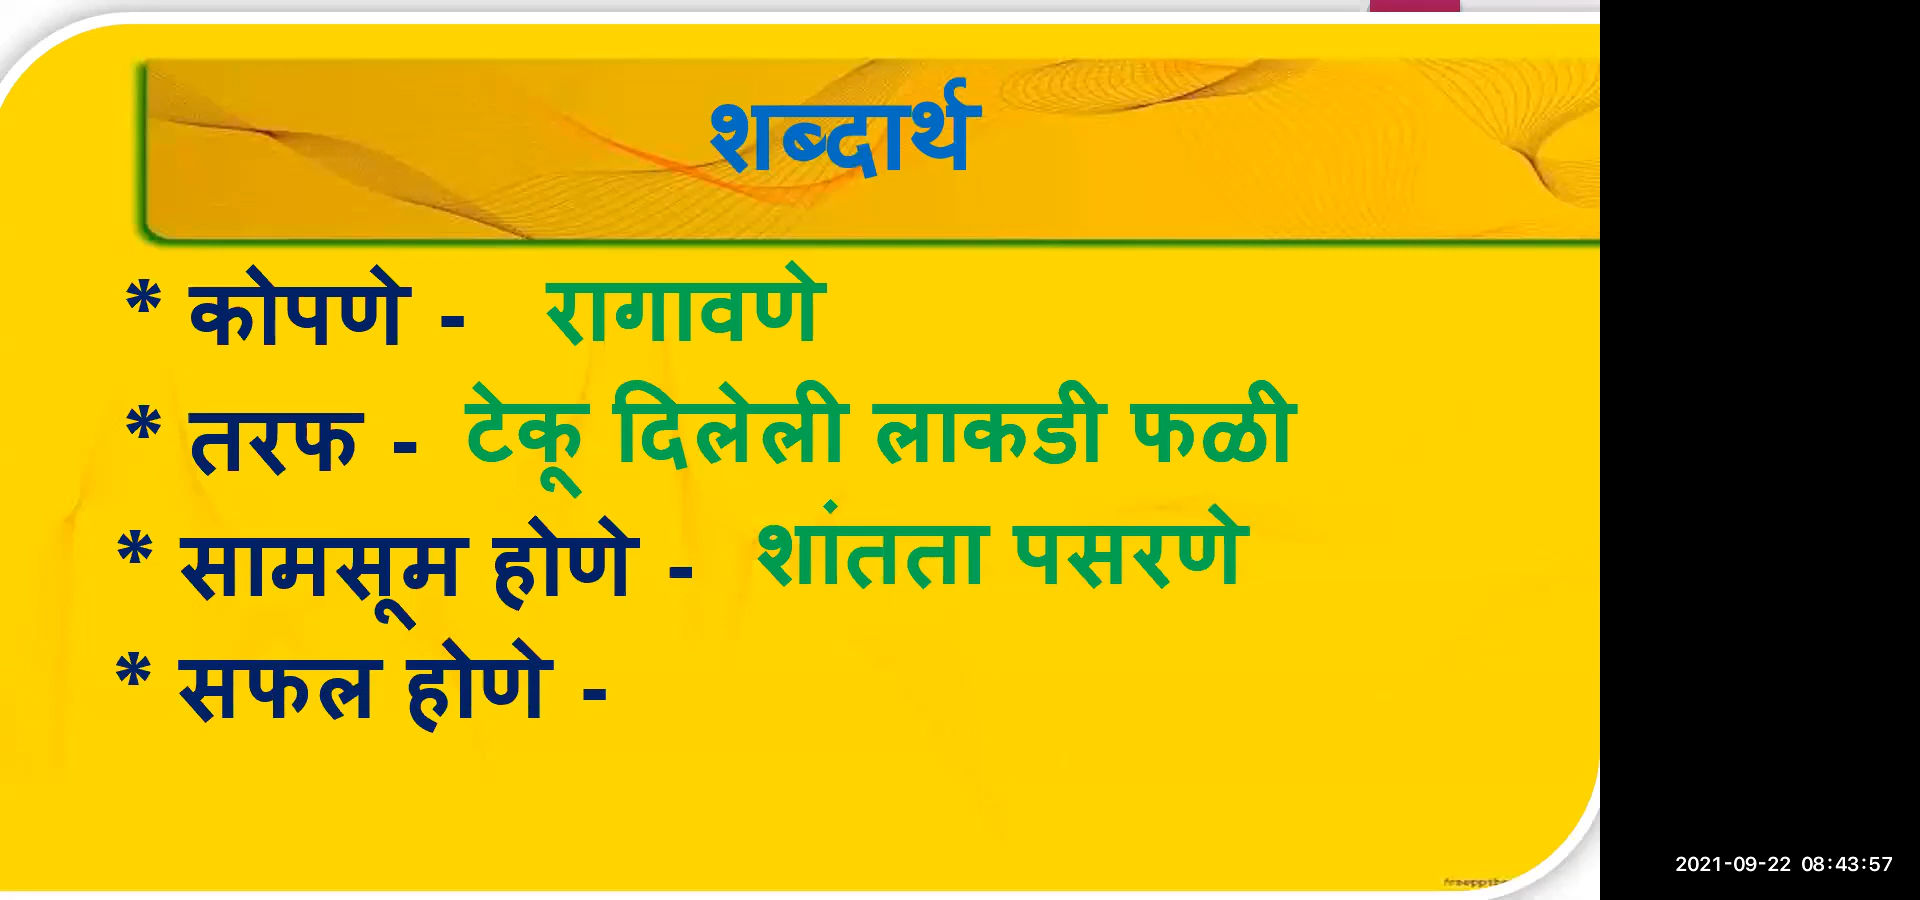 शब्दार्थ
* कोपणे - रागावणे
* तरफ - टेकू दिलेली लाकडी फळी
* सामसूम होणे - शांतता पसरणे
* सफल होणे -
2021-09-22 08:43:57